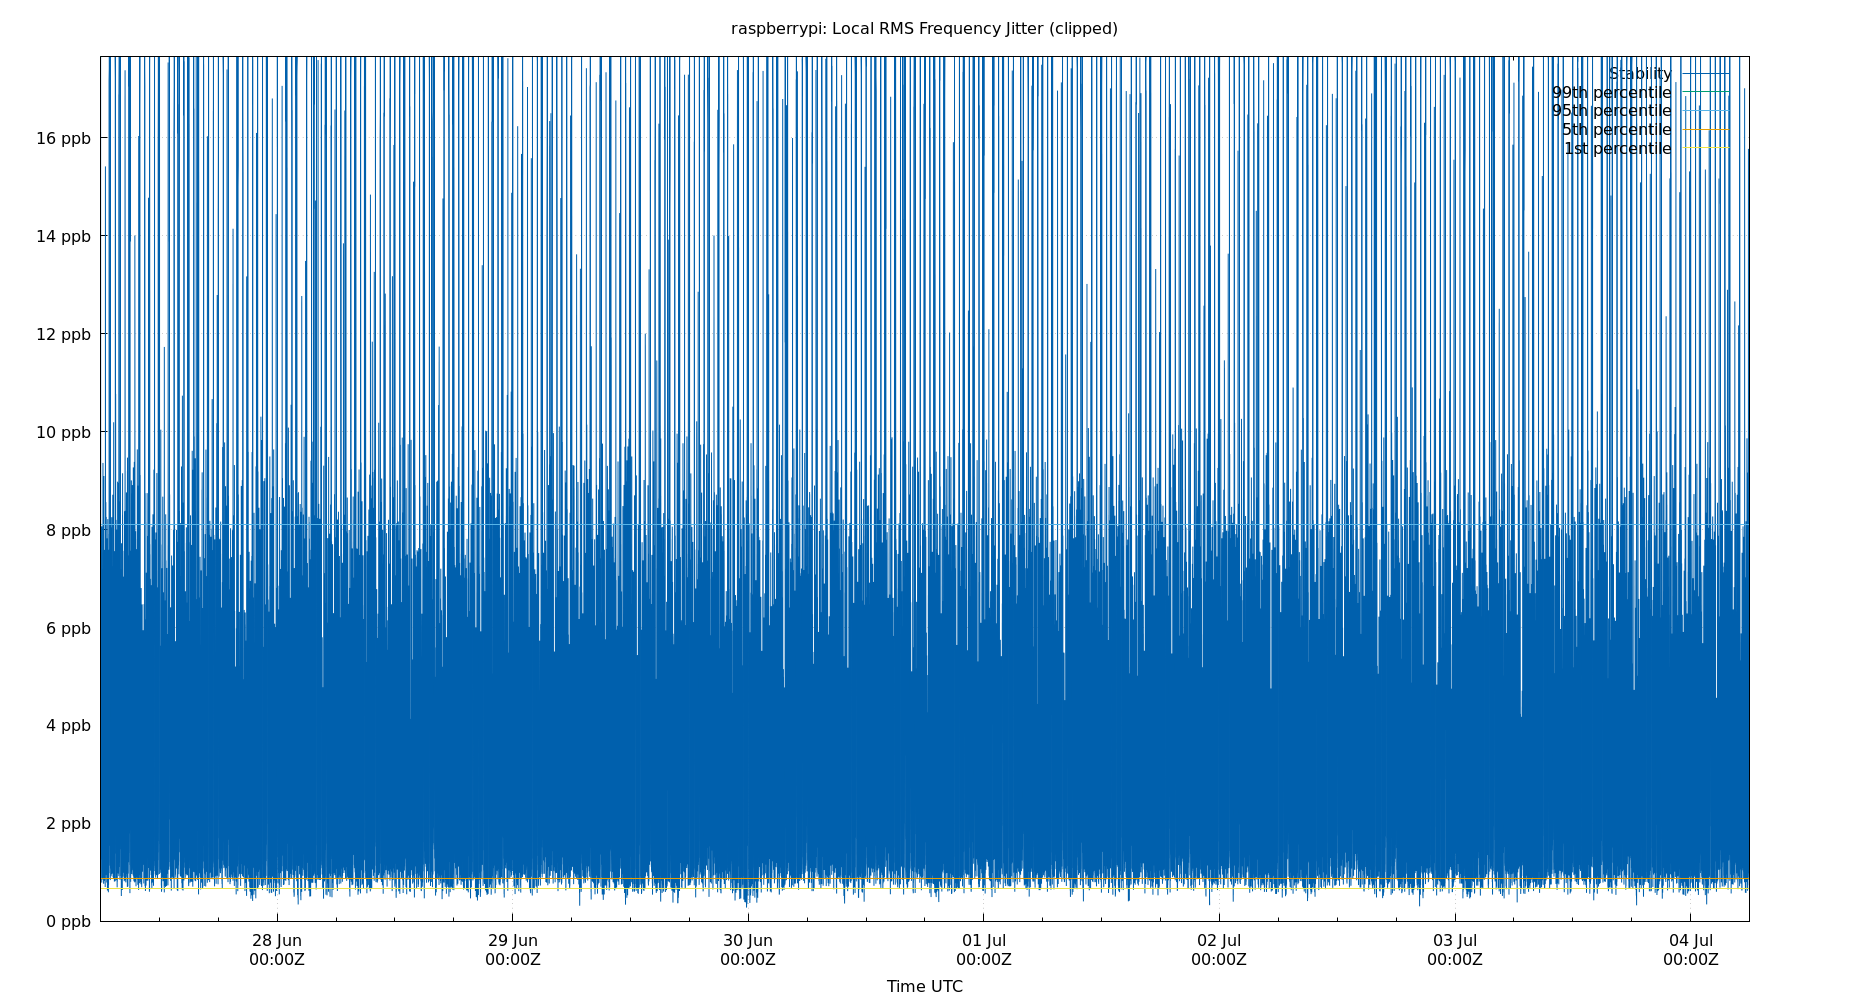 raspberrypi: Local RMS Frequency Jitter (clipped)
Stability
99th percentile
95th percentile
5th percentile
1st percentile
16 ppb
14 ppb
12 ppb
10 ppb
8 ppb
6 ppb
4 ppb
2 ppb
0 ppb
28 Jun 29 Jun 30 Jun 01 Jul 02 Jul 03 Jul 04 Jul
00:00Z 00:00Z 00:00Z 00:00Z 00:00Z 00:00Z 00:00Z
Time UTC